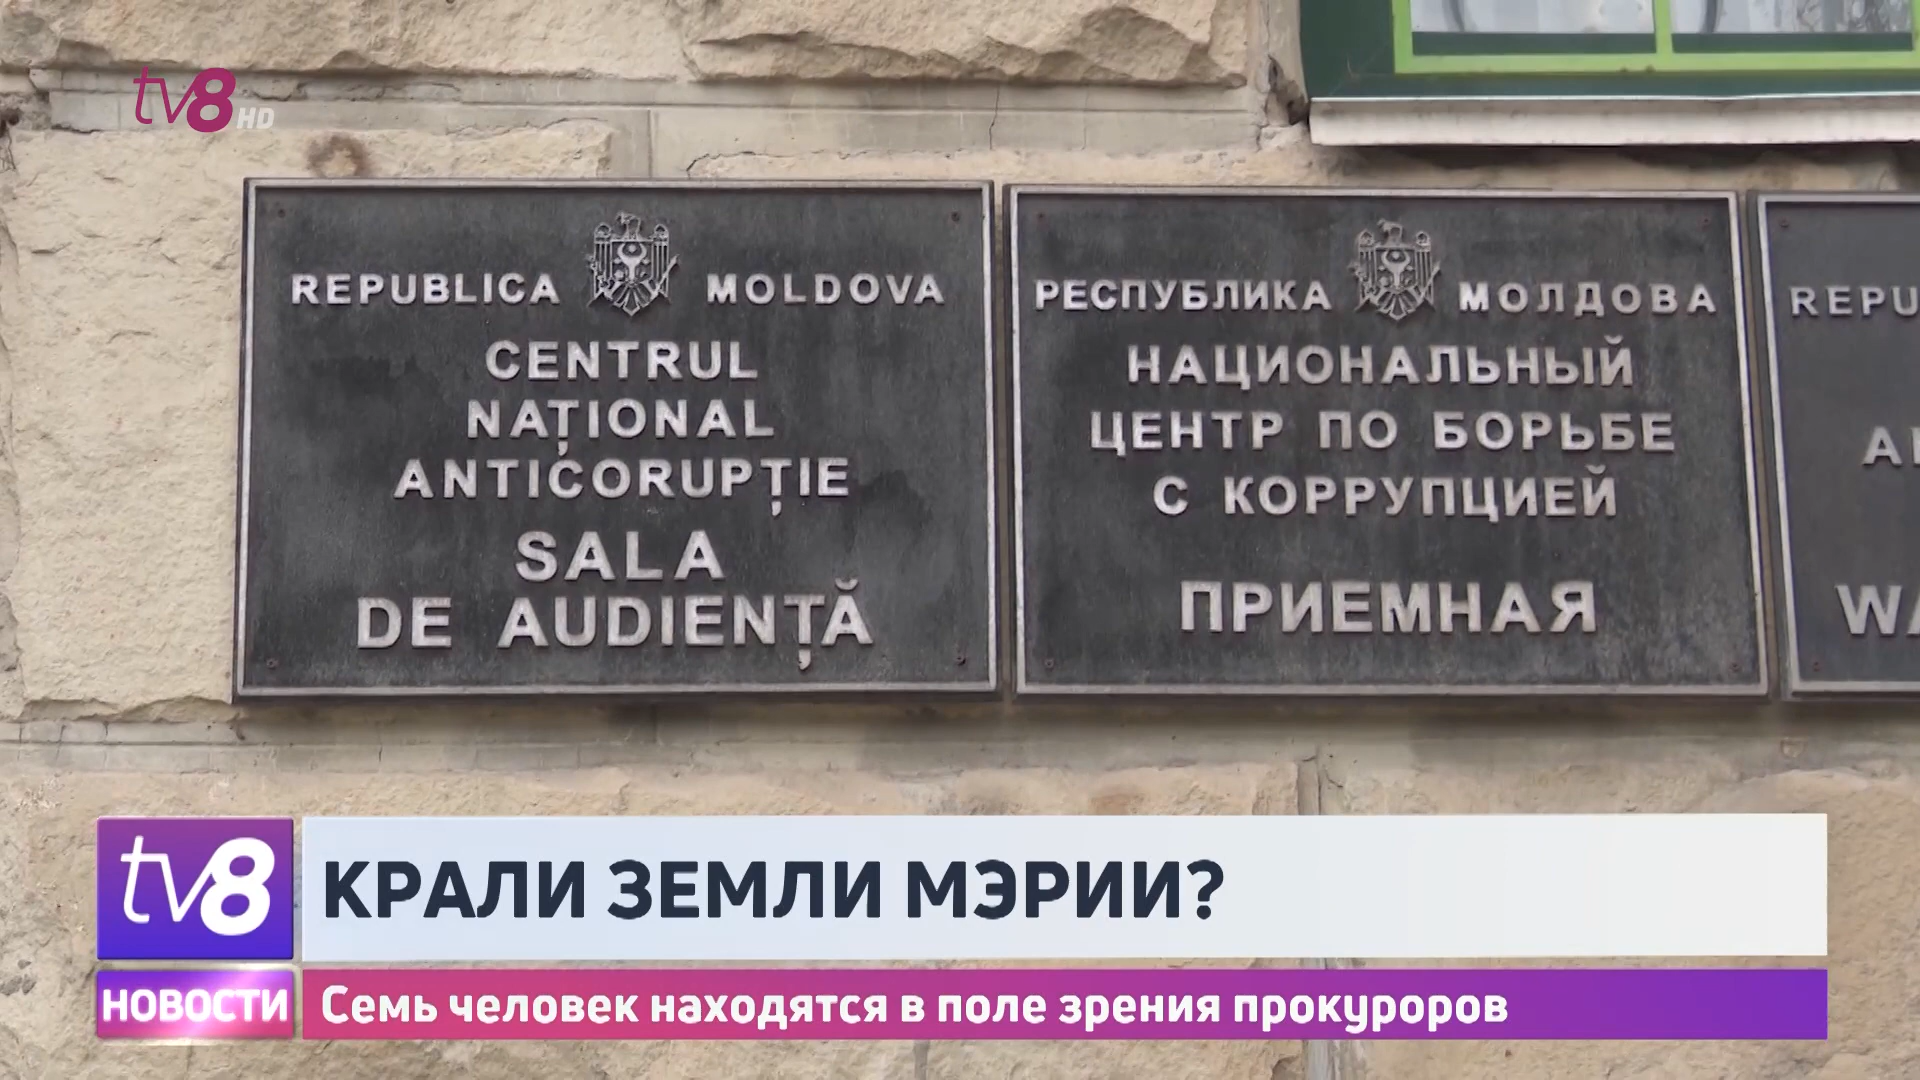 tv8 HD
REPUBLICA MOLDOVA
CENTRUL
NAȚIONAL
ANTICORUPȚIE
SALA
DE AUDIENȚĂ
РЕСПУБЛИКА МОЛДОВА
НАЦИОНАЛЬНЫЙ
ЦЕНТР ПО БОРЬБЕ
С КОРРУПЦИЕЙ
ПРИЕМНАЯ
tv8
КРАЛИ ЗЕМЛИ МЭРИИ?
НОВОСТИ
Семь человек находятся в поле зрения прокуроров